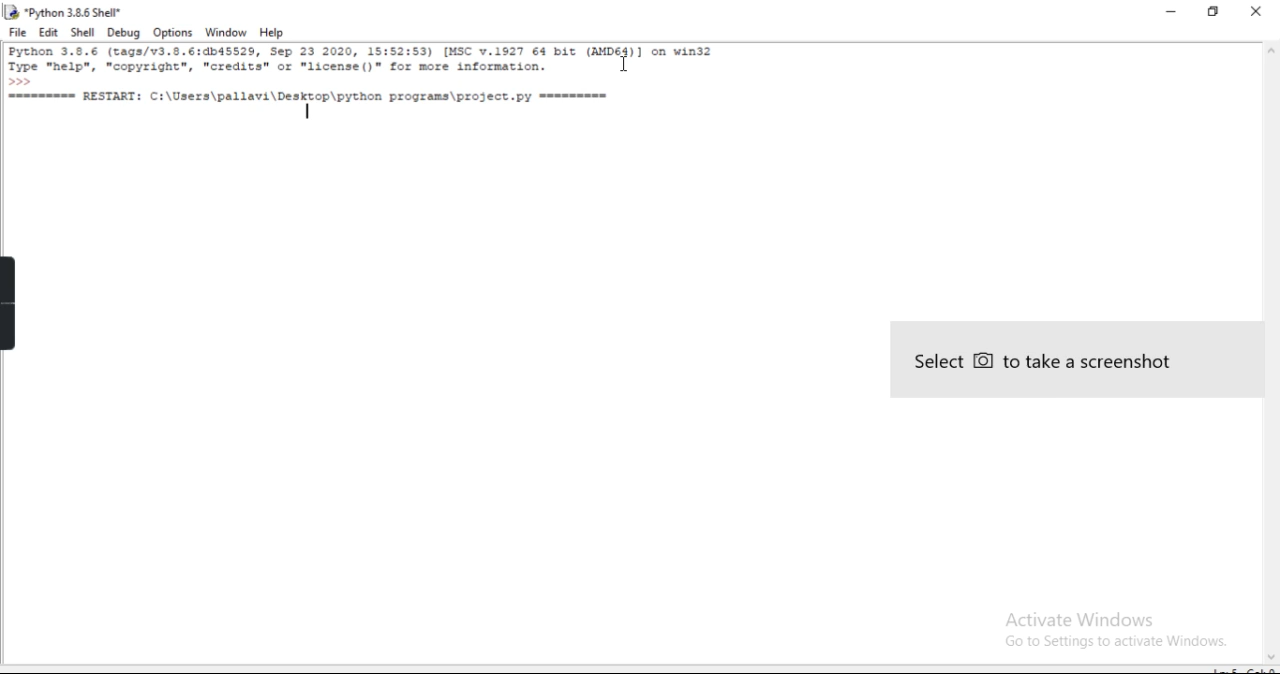 *Python 3.8.6 Shell*
File Edit Shell Debug Options Window Help
Python 3.8.6 (tags/v3.8.6:db45529, Sep 23 2020, 15:52:53) [MSC v.1927 64 bit (AMD64)] on win32
Type "help", "copyright", "credits" or "license()" for more information.
>>>
========= RESTART: C:\Users\pallavi\Desktop\python programs\project.py =========
Select to take a screenshot
Activate Windows
Go to Settings to activate Windows.